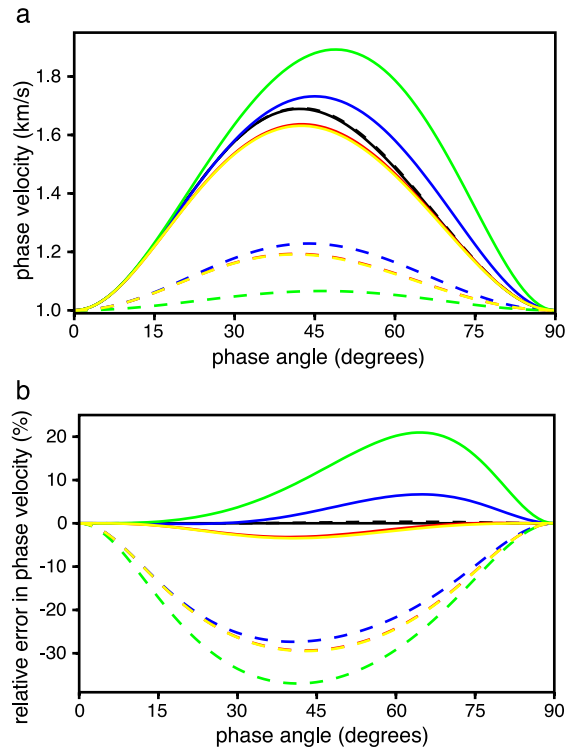 a
phase velocity (km/s)
1.8
1.6
1.4
1.2
1.0
0 15 30 45 60 75 90
phase angle (degrees)
b
relative error in phase velocity (%)
20
10
0
-10
-20
-30
0 15 30 45 60 75 90
phase angle (degrees)